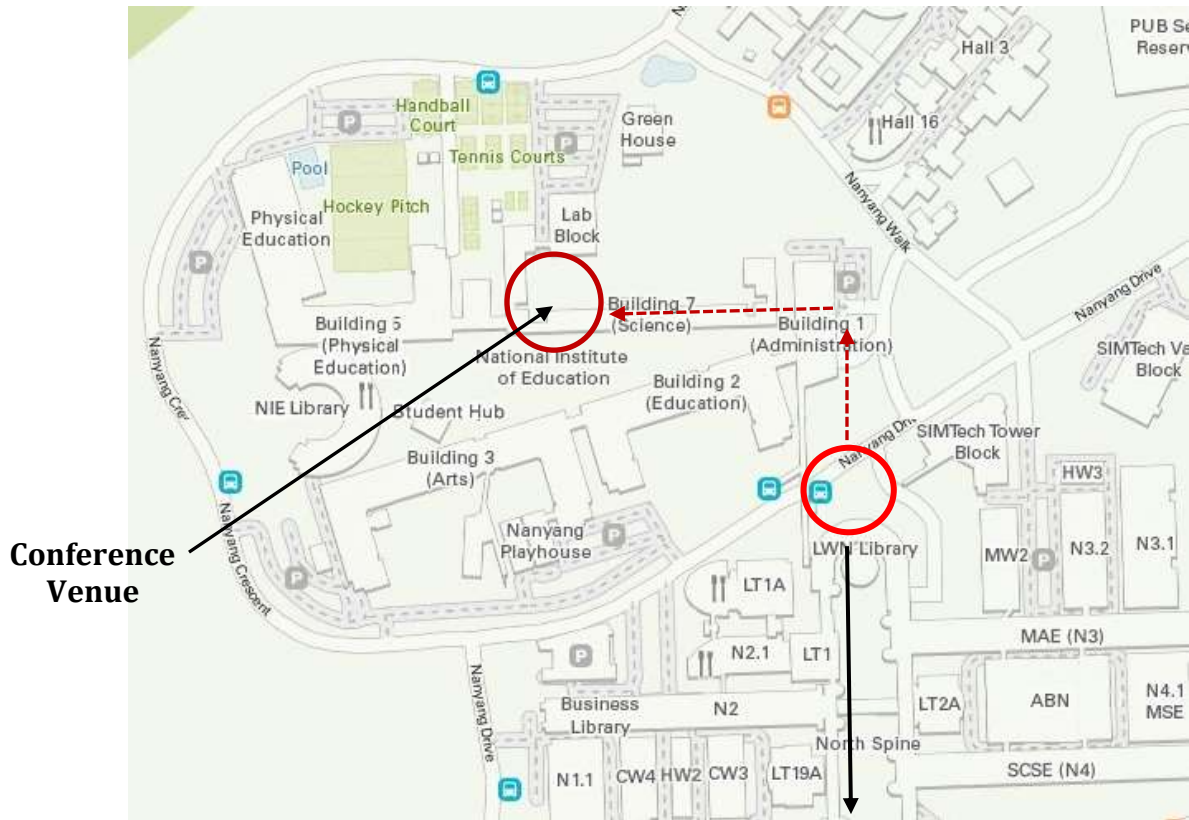 PUB Se
Reserv
Hall 3
Hall 16
Handball
Court
Green
House
Tennis Courts
Pool
Hockey Pitch
Physical
Education
Lab
Block
Nanyang Walk
Nanyang Drive
Building 7
(Science)
Building 5
(Physical
Education)
Building 1
(Administration)
SIMTech Va
Block
National Institute
of Education
Nanyang Cres
Building 2
(Education)
NIE Library
Student Hub
SIMTech Tower
Block
Nanyang Driv
Building 3
(Arts)
HW3
Nanyang
Playhouse
LWN Library
MW2
N3.2
N3.1
Conference
Venue
Nanyang Crescent
LT1A
MAE (N3)
N2.1
LT1
Nanyang Drive
LT2A
ABN
N4.1
MSE
Business
Library
N2
North Spine
N1.1
CW4
HW2
CW3
LT19A
SCSE (N4)
P
P
P
P
P
P
P
P